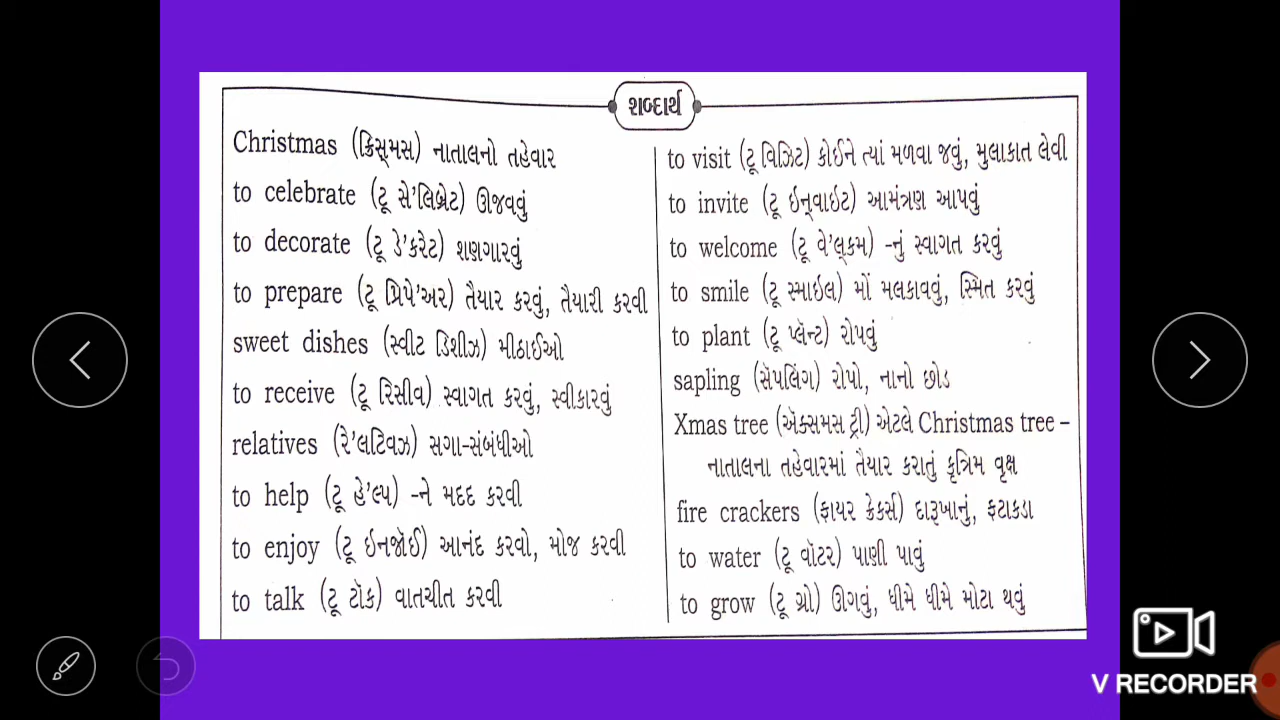 શબ્દાર્થ
Christmas (ક્રિસ્મસ) નાતાલનો તહેવાર
to celebrate (ટૂ સે'લિબ્રેટ) ઊજવવું
to decorate (ટૂ ડે'કરેટ) શણગારવું
to prepare (ટૂ પ્રિપે'અર) તૈયાર કરવું, તૈયારી કરવી
sweet dishes (સ્વીટ ડિશીઝ) મીઠાઈઓ
to receive (ટૂ રિસીવ) સ્વાગત કરવું, સ્વીકારવું
relatives (રે'લટિવઝ) સગા-સંબંધીઓ
to help (ટૂ હે'લ્પ) -ને મદદ કરવી
to enjoy (ટૂ ઇનજૉઈ) આનંદ કરવો, મોજ કરવી
to talk (ટૂ ટૉક) વાતચીત કરવી
to visit (ટૂ વિઝિટ) કોઈને ત્યાં મળવા જવું, મુલાકાત લેવી
to invite (ટૂ ઇન્વાઇટ) આમંત્રણ આપવું
to welcome (ટૂ વે'લ્કમ) -નું સ્વાગત કરવું
to smile (ટૂ સ્માઇલ) મોં મલકાવવું, સ્મિત કરવું
to plant (ટૂ પ્લૅન્ટ) રોપવું
sapling (સૅપલિંગ) રોપો, નાનો છોડ
Xmas tree (ઍક્સમસ ટ્રી) એટલે Christmas tree –
નાતાલના તહેવારમાં તૈયાર કરાતું કૃત્રિમ વૃક્ષ
fire crackers (ફાયર ક્રેકર્સ) દારૂખાનું, ફટાકડા
to water (ટૂ વૉટર) પાણી પાવું
to grow (ટૂ ગ્રો) ઊગવું, ધીમે ધીમે મોટા થવું
V RECORDER